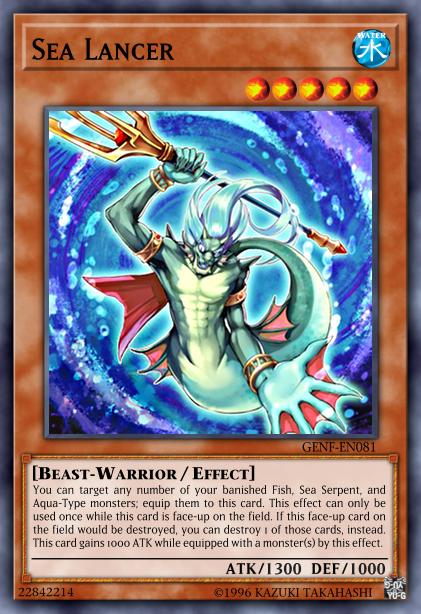 Sea Lancer
WATER
水
GENF-EN081
[Beast-Warrior / Effect]
You can target any number of your banished Fish, Sea Serpent, and
Aqua-Type monsters; equip them to this card. This effect can only be
used once while this card is face-up on the field. If this face-up card on
the field would be destroyed, you can destroy 1 of those cards, instead.
This card gains 1000 ATK while equipped with a monster(s) by this effect.
ATK/1300 DEF/1000
22842214
©1996 KAZUKI TAKAHASHI